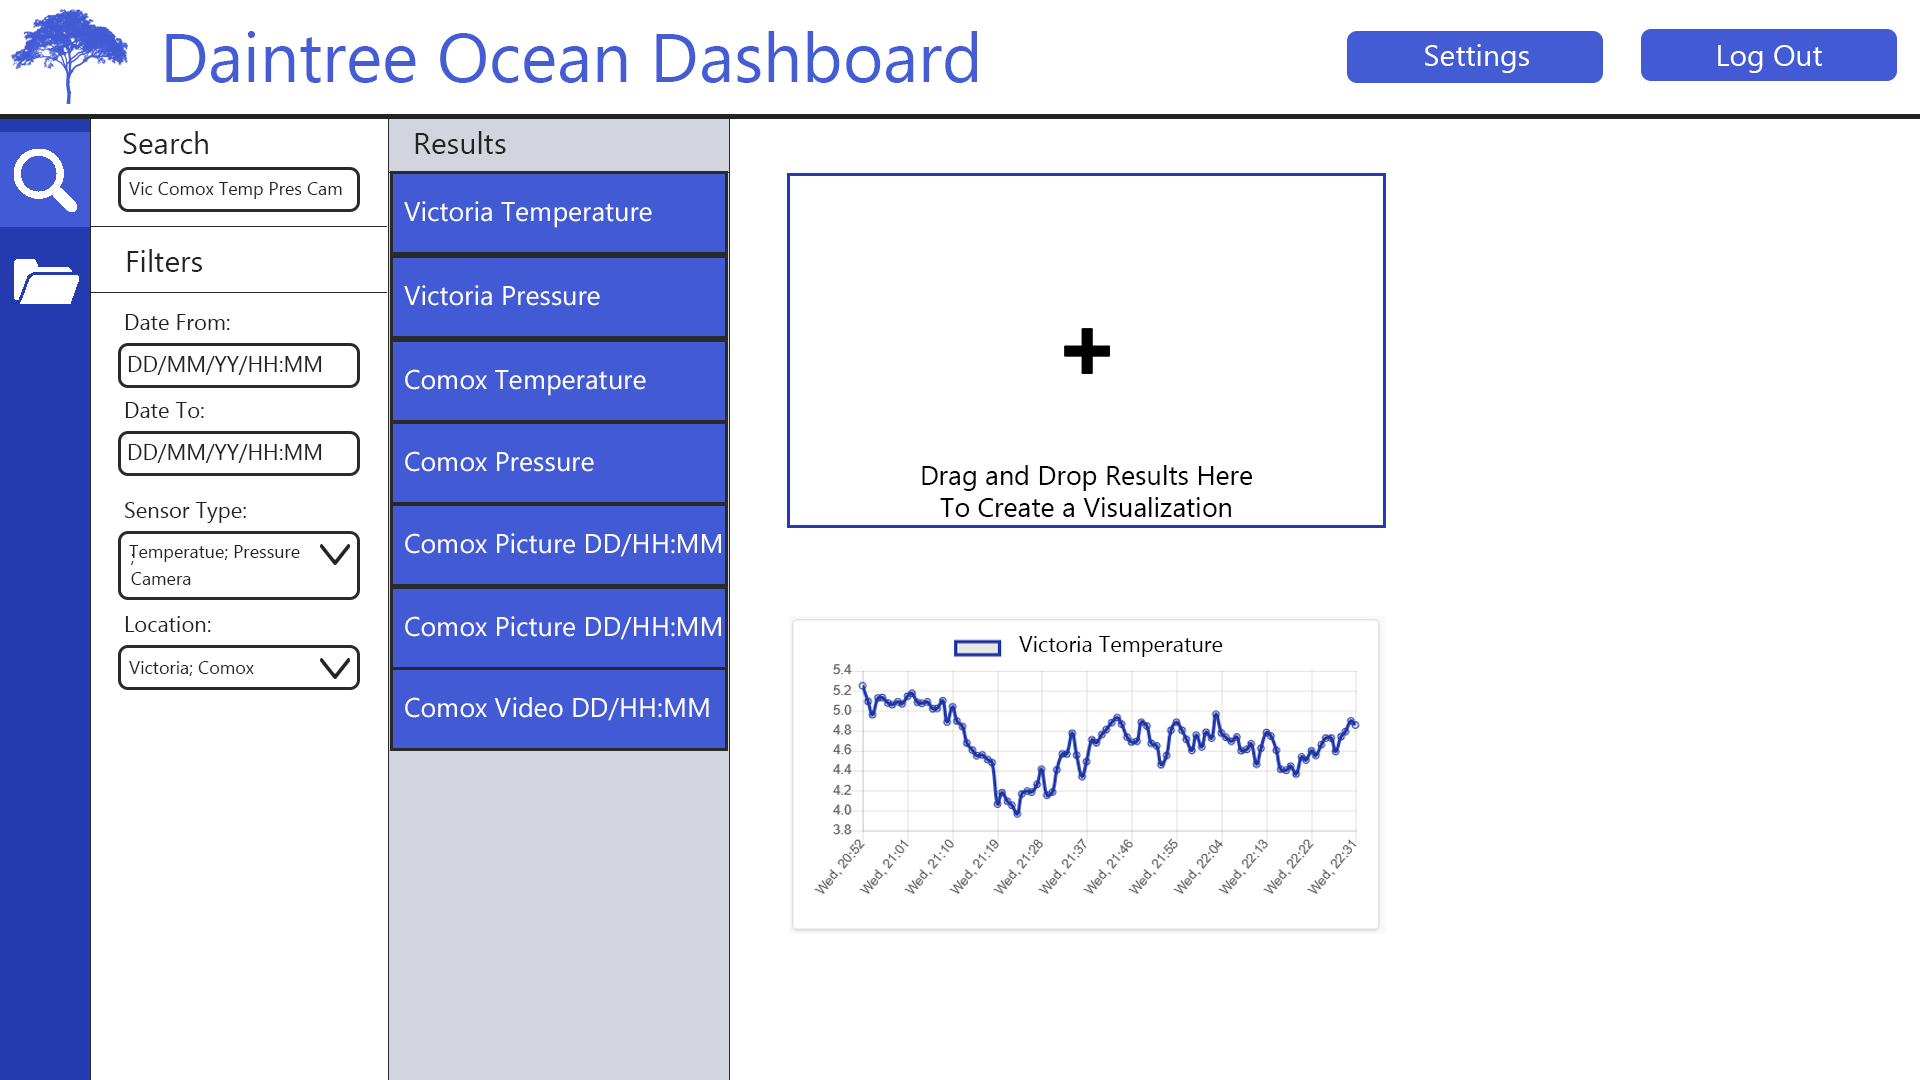 Daintree Ocean Dashboard
Settings
Log Out
Search
Vic Comox Temp Pres Cam
Filters
Date From:
DD/MM/YY/HH:MM
Date To:
DD/MM/YY/HH:MM
Sensor Type:
Temperatue; Pressure
;
Camera
Location:
Victoria; Comox
Results
Victoria Temperature
Victoria Pressure
Comox Temperature
Comox Pressure
Comox Picture DD/HH:MM
Comox Picture DD/HH:MM
Comox Video DD/HH:MM
Drag and Drop Results Here
To Create a Visualization
Victoria Temperature
5.4
5.2
5.0
4.8
4.6
4.4
4.2
4.0
3.8
Wed, 20:52
Wed, 21:01
Wed, 21:10
Wed, 21:19
Wed, 21:28
Wed, 21:37
Wed, 21:46
Wed, 21:55
Wed, 22:04
Wed, 22:13
Wed, 22:22
Wed, 22:31